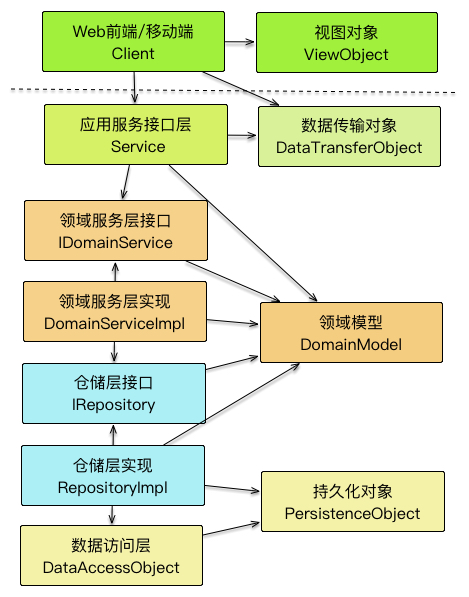 Web前端/移动端
Client
视图对象
ViewObject
应用服务接口层
Service
数据传输对象
DataTransferObject
领域服务层接口
IDomainService
领域服务层实现
DomainServiceImpl
领域模型
DomainModel
仓储层接口
IRepository
仓储层实现
RepositoryImpl
持久化对象
PersistenceObject
数据访问层
DataAccessObject